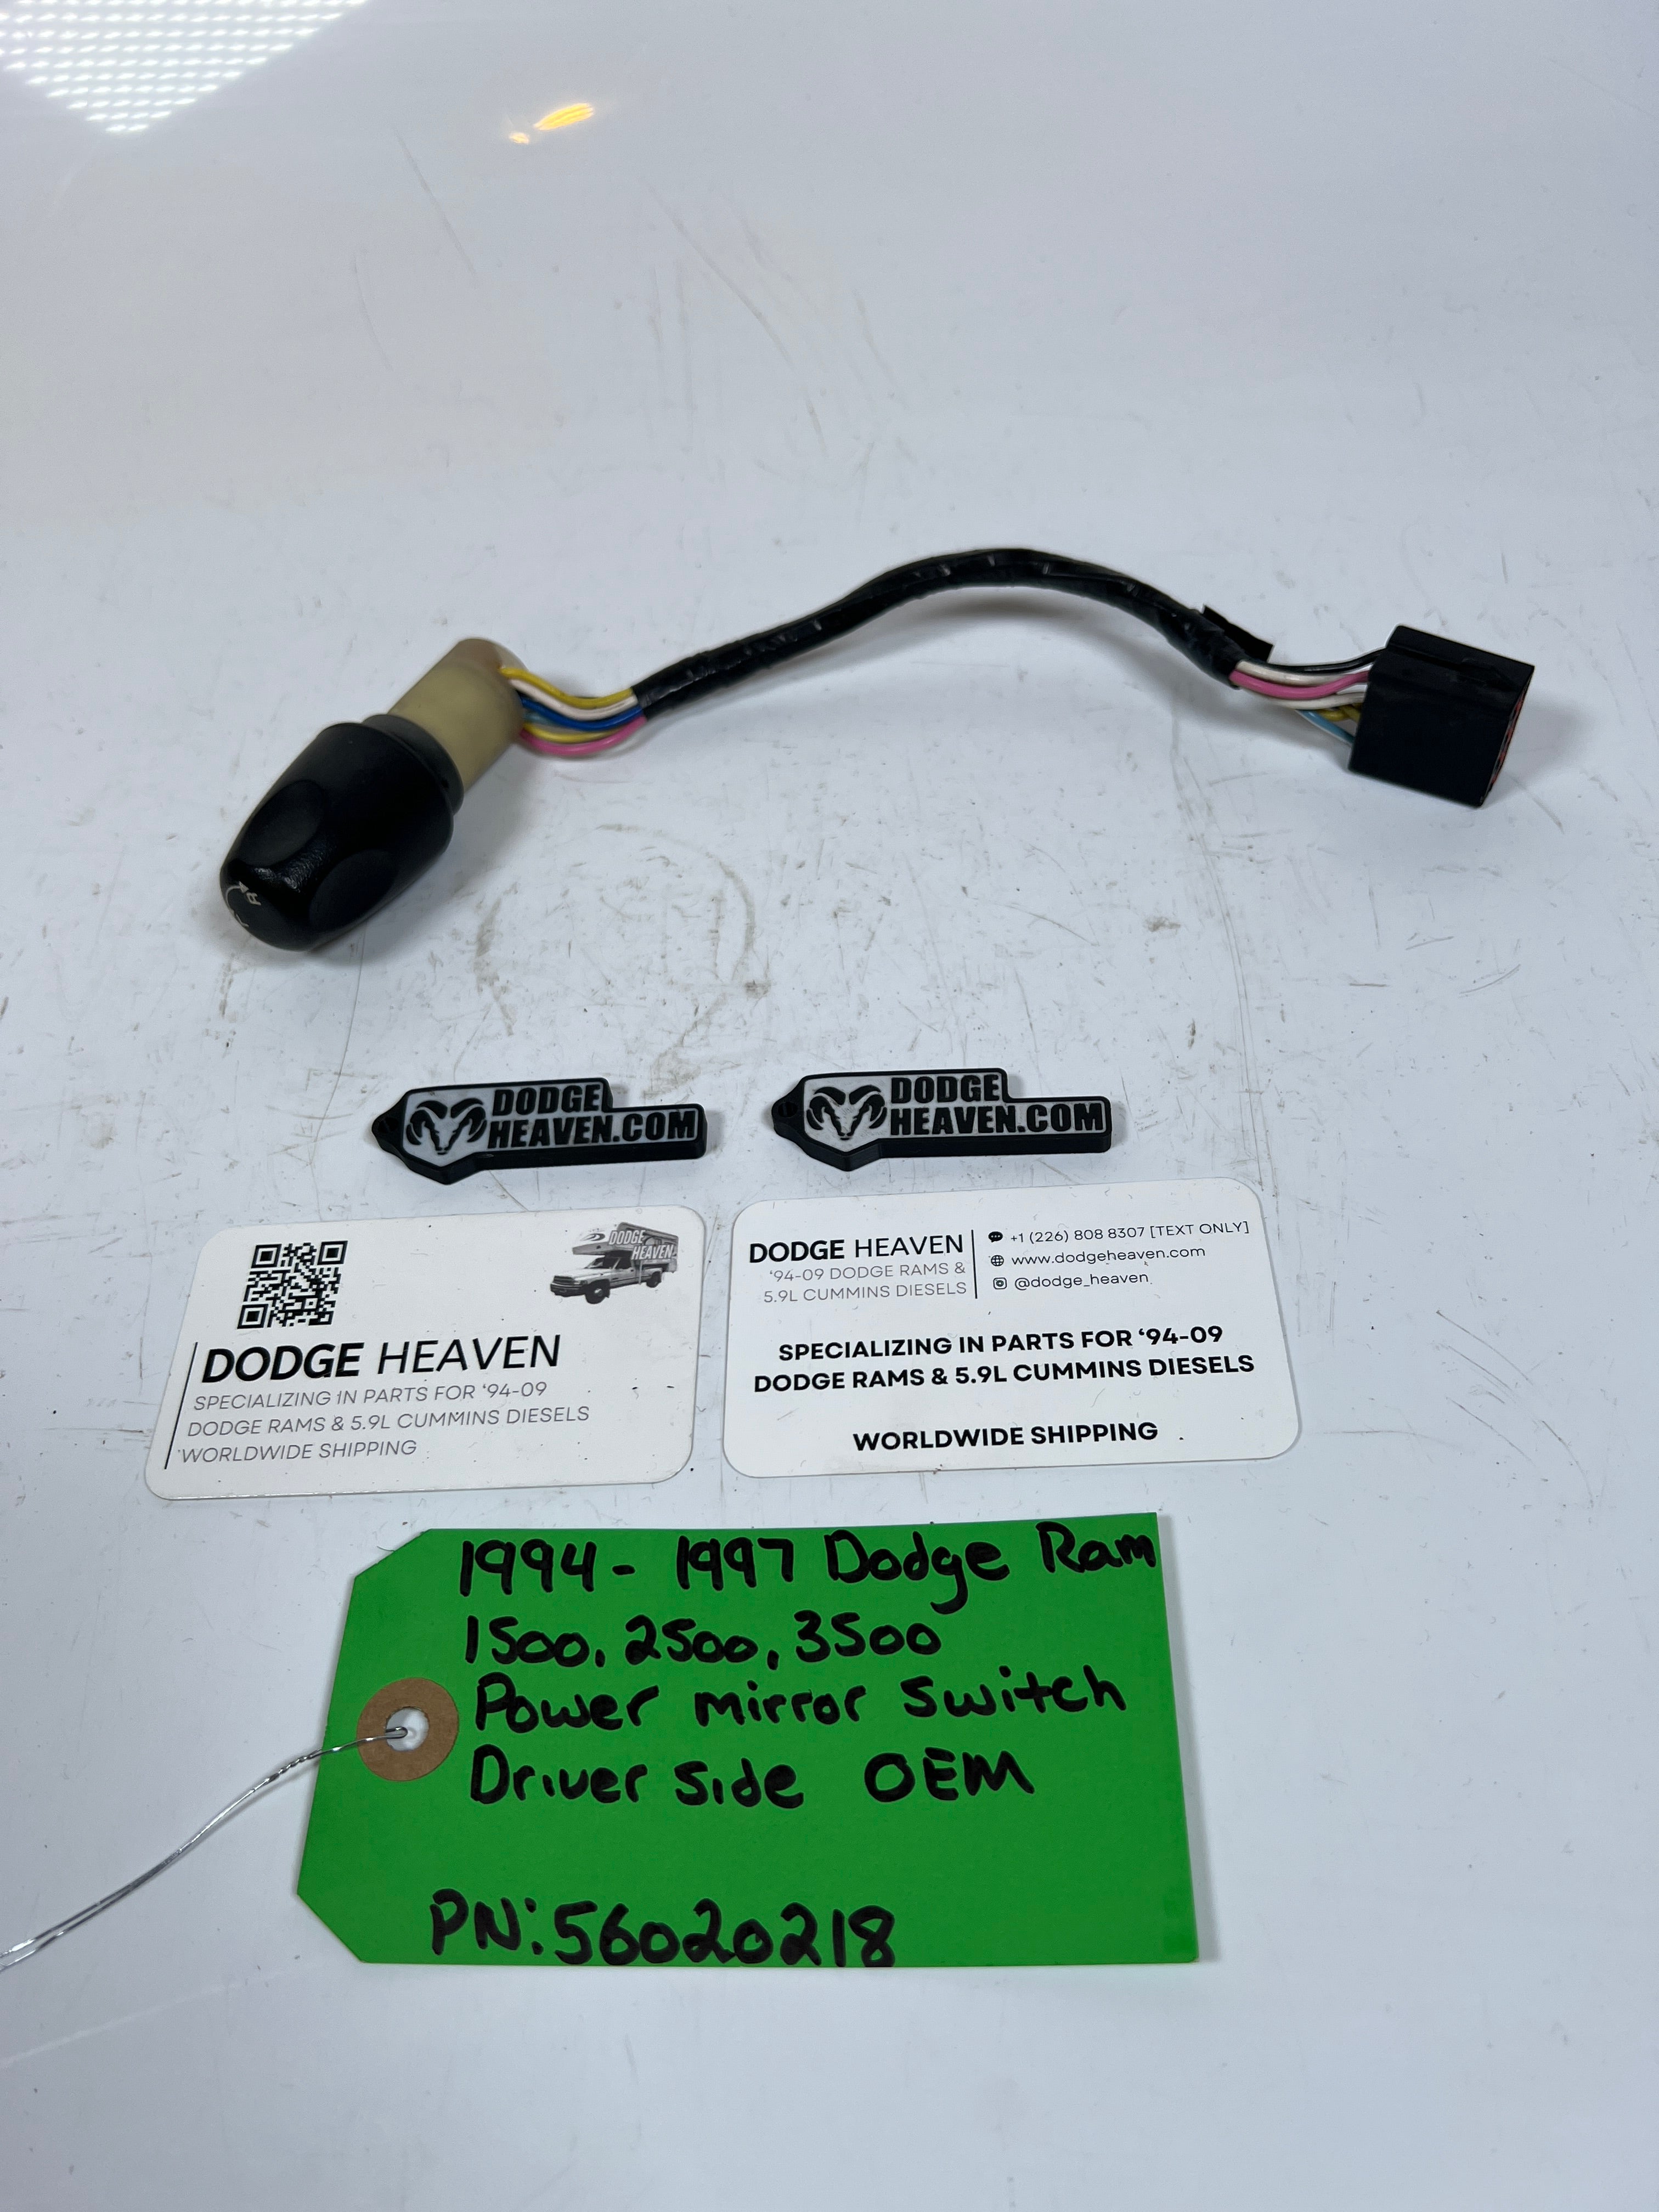 R
DODGE
HEAVEN.COM
DODGE
HEAVEN.COM
DODGE
HEAVEN
DODGE HEAVEN
SPECIALIZING IN PARTS FOR ‘94-09
DODGE RAMS & 5.9L CUMMINS DIESELS
WORLDWIDE SHIPPING
DODGE HEAVEN
‘94-09 DODGE RAMS &
5.9L CUMMINS DIESELS
+1 (226) 808 8307 [TEXT ONLY]
www.dodgeheaven.com
@dodge_heaven
SPECIALIZING IN PARTS FOR ‘94-09
DODGE RAMS & 5.9L CUMMINS DIESELS
WORLDWIDE SHIPPING
1994 - 1997 Dodge Ram
1500, 2500, 3500
Power mirror switch
Driver side OEM
PN: 56020218